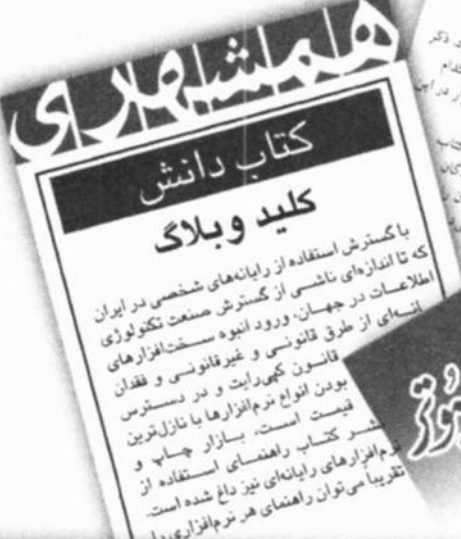 همشهری
کتاب دانش
کلید وبلاگ
با گسترش استفاده از رایانه‌های شخصی در ایران
که تا اندازه‌ای ناشی از گسترش صنعت تکنولوژی
اطلاعات در جهان، ورود انبوه سخت‌افزارهای
از طرق قانونی و غیرقانونی و فقدان
قانون کپی‌رایت و در دسترس
بودن انواع نرم‌افزارها با نازل‌ترین
قیمت است، بازار چاپ و
کتاب راهنمای استفاده از
نرم‌افزارهای رایانه‌ای نیز داغ شده است.
تقریباً می‌توان راهنمای هر نرم‌افزاری را
ذکر
در این